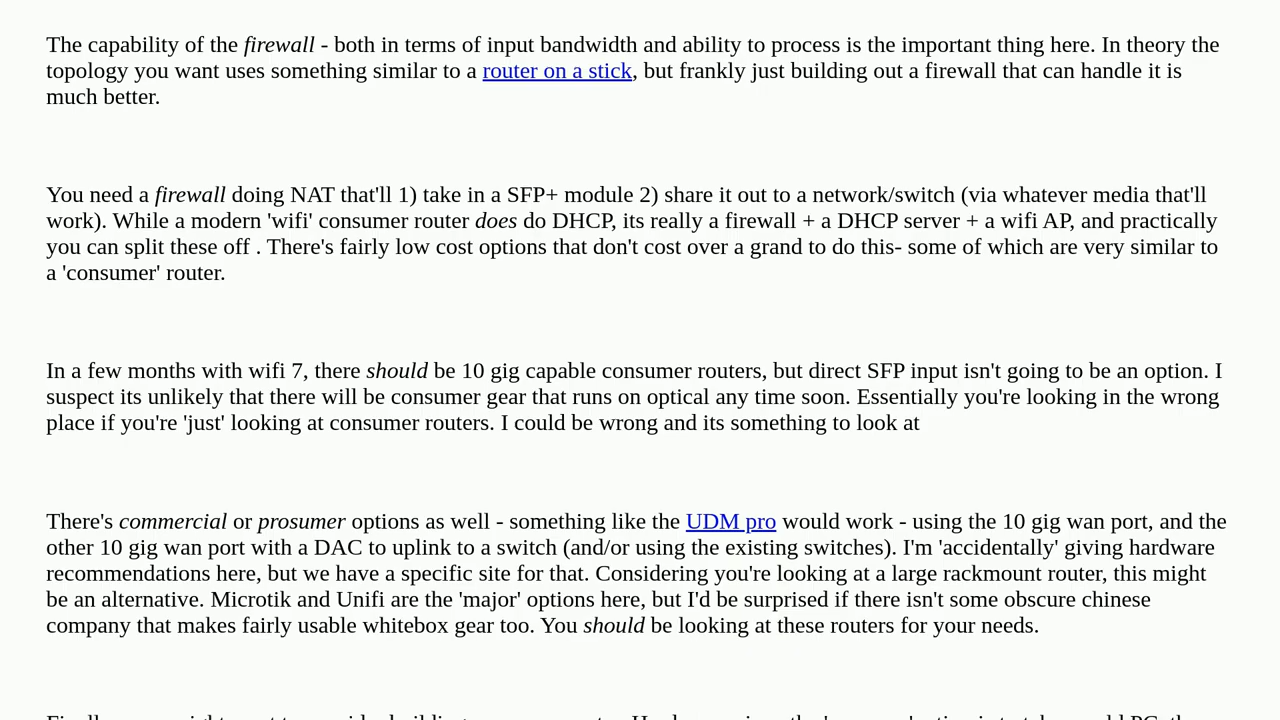 The capability of the firewall - both in terms of input bandwidth and ability to process is the important thing here. In theory the
topology you want uses something similar to a router on a stick, but frankly just building out a firewall that can handle it is
much better.
You need a firewall doing NAT that'll 1) take in a SFP+ module 2) share it out to a network/switch (via whatever media that'll
work). While a modern 'wifi' consumer router does do DHCP, its really a firewall + a DHCP server + a wifi AP, and practically
you can split these off . There's fairly low cost options that don't cost over a grand to do this- some of which are very similar to
a 'consumer' router.
In a few months with wifi 7, there should be 10 gig capable consumer routers, but direct SFP input isn't going to be an option. I
suspect its unlikely that there will be consumer gear that runs on optical any time soon. Essentially you're looking in the wrong
place if you're 'just' looking at consumer routers. I could be wrong and its something to look at
There's commercial or prosumer options as well - something like the UDM pro would work - using the 10 gig wan port, and the
other 10 gig wan port with a DAC to uplink to a switch (and/or using the existing switches). I'm 'accidentally' giving hardware
recommendations here, but we have a specific site for that. Considering you're looking at a large rackmount router, this might
be an alternative. Microtik and Unifi are the 'major' options here, but I'd be surprised if there isn't some obscure chinese
company that makes fairly usable whitebox gear too. You should be looking at these routers for your needs.